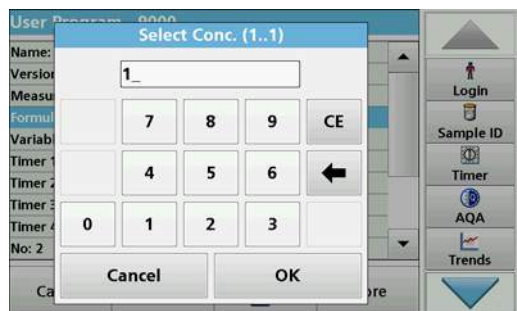 User Program 9000
Select Conc. (1..1)
1_
Name:
Version
Measu
Formul
Variabl
Timer 1
Timer 2
Timer 3
Timer 4
No: 2
7 8 9 CE
4 5 6
0 1 2 3
Cancel OK
Ca ore
Login
Sample ID
Timer
AQA
Trends